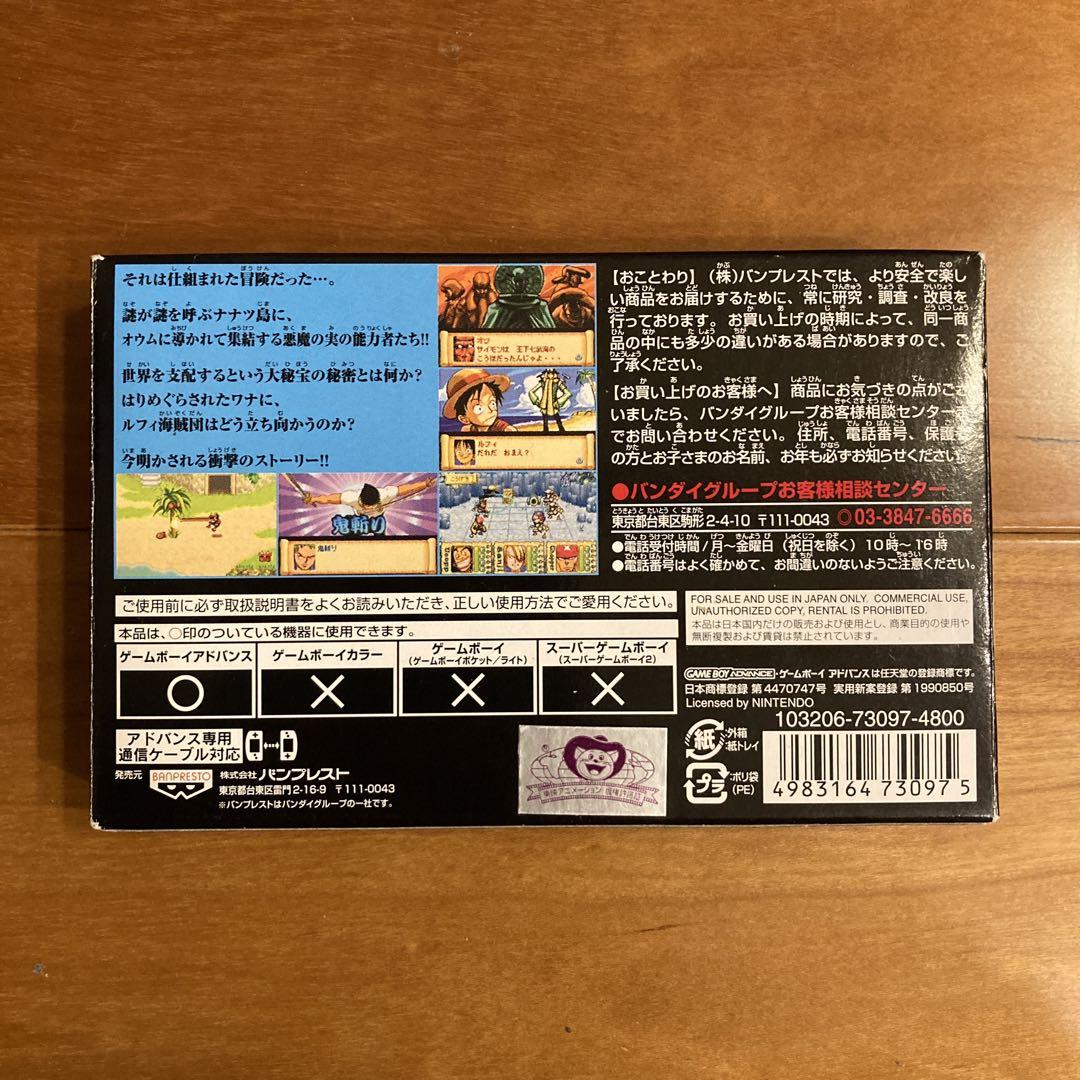 それは仕組まれた冒険だった…。
謎が謎を呼ぶナナツ島に、
オウムに導かれて集結する悪魔の実の能力者たち!!
世界を支配するという大秘宝の秘密とは何か?
はりめぐらされたワナに、
ルフィ海賊団はどう立ち向かうのか?
今明かされる衝撃のストーリー!!
オウ
サイモンは 王下七武海の
こうほだったんじゃよ・・・
ルフィ
だれだ おまえ?
鬼斬り
鬼斬り
【おことわり】(株)バンプレストでは、より安全で楽し
い商品をお届けするために、常に研究・調査・改良を
行っております。お買い上げの時期によって、同一商
品の中にも多少の違いがある場合がありますので、ご
了承ください。
【お買い上げのお客様へ】商品にお気づきの点がござ
いましたら、バンダイグループお客様相談センターま
でお問い合わせください。住所、電話番号、保護者
の方とお子さまのお名前、お年も必ずお知らせください。
●バンダイグループお客様相談センター
東京都台東区駒形2-4-10 〒111-0043 ◎03-3847-6666
●電話受付時間/月〜金曜日(祝日を除く)10時〜16時
●電話番号はよく確かめて、お間違いのないようご注意ください。
ご使用前に必ず取扱説明書をよくお読みいただき、正しい使用方法でご愛用ください。
FOR SALE AND USE IN JAPAN ONLY. COMMERCIAL USE,
UNAUTHORIZED COPY, RENTAL IS PROHIBITED.
本品は日本国内だけの販売および使用とし、商業目的の使用や
無断複製および賃貸は禁止されています。
本品は、○印のついている機器に使用できます。
ゲームボーイアドバンス
ゲームボーイカラー
ゲームボーイ
(ゲームボーイポケット/ライト)
スーパーゲームボーイ
(スーパーゲームボーイ2)
○
×
×
×
GAME BOY ADVANCE・ゲームボーイ アドバンスは任天堂の登録商標です。
日本商標登録 第4470747号 実用新案登録 第1990850号
Licensed by NINTENDO
103206-73097-4800
アドバンス専用
通信ケーブル対応
発売元 BANPRESTO 株式会社 バンプレスト
東京都台東区雷門2-16-9 〒111-0043
※バンプレストはバンダイグループの一社です。
東映アニメーション・版権許諾証
紙 :外箱
:紙トレイ
プラ :ポリ袋
(PE)
4983164 73097 5